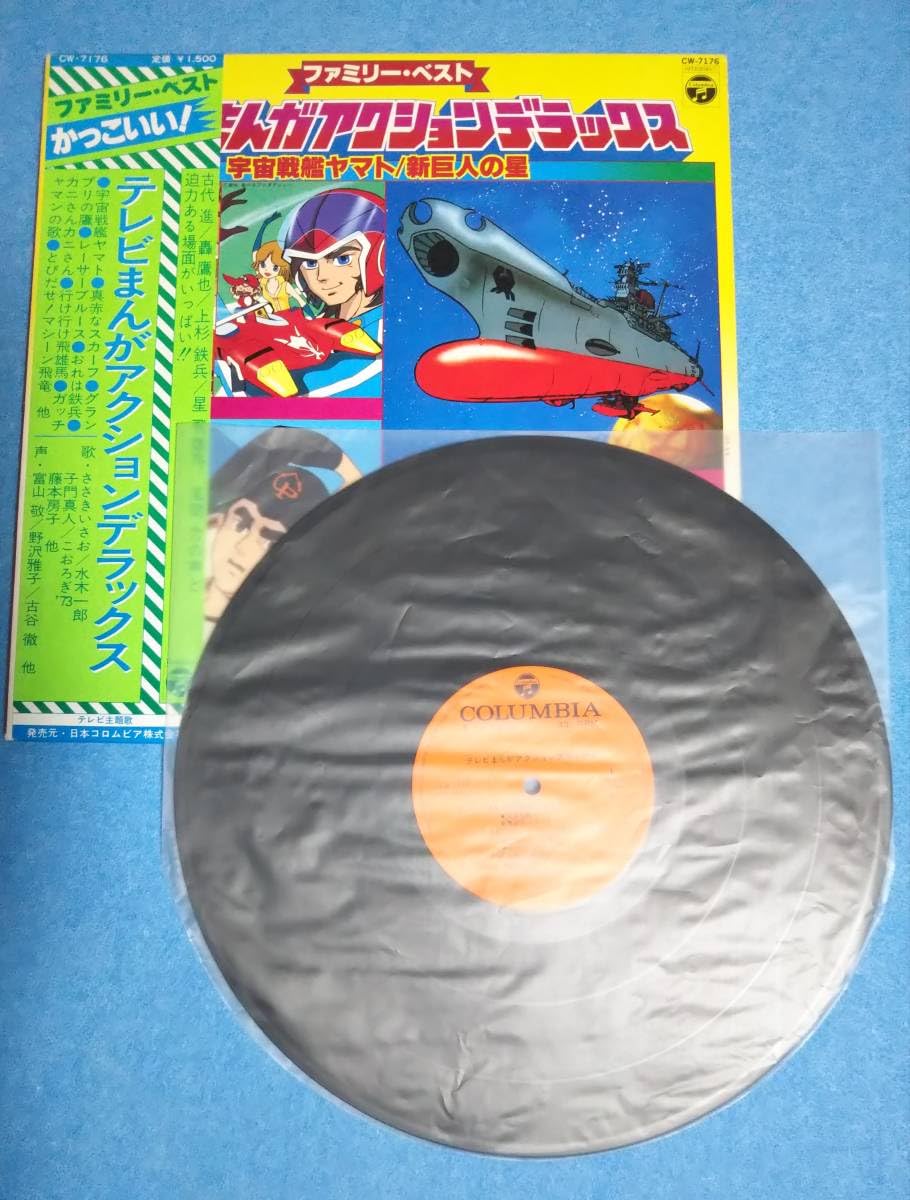 CW-7176 定価 ¥1,500
ファミリー・ベスト
かっこいい!
テレビまんがアクションデラックス
古代 進/轟 鷹也/上杉 鉄兵/星 飛
迫力ある場面がいっぱい!!
●宇宙戦艦ヤマト●真赤なスカーフ●グラン
プリの鷹●レーサーブルース●おれは鉄兵●
カニさんカニさん●行け行け飛雄馬●ガッチ
ャマンの歌●とびだせ!マシーン飛竜 他
歌・ささきいさお/水木一郎
子門真人/こおろぎ'73
藤本房子 他
声・富山 敬/野沢雅子/古谷 徹 他
テレビ主題歌
発売元・日本コロムビア株式会
CW-7176
Columbia
ファミリー・ベスト
まんがアクションデラックス
宇宙戦艦ヤマト/新巨人の星
COLUMBIA
テレビまんがアクション